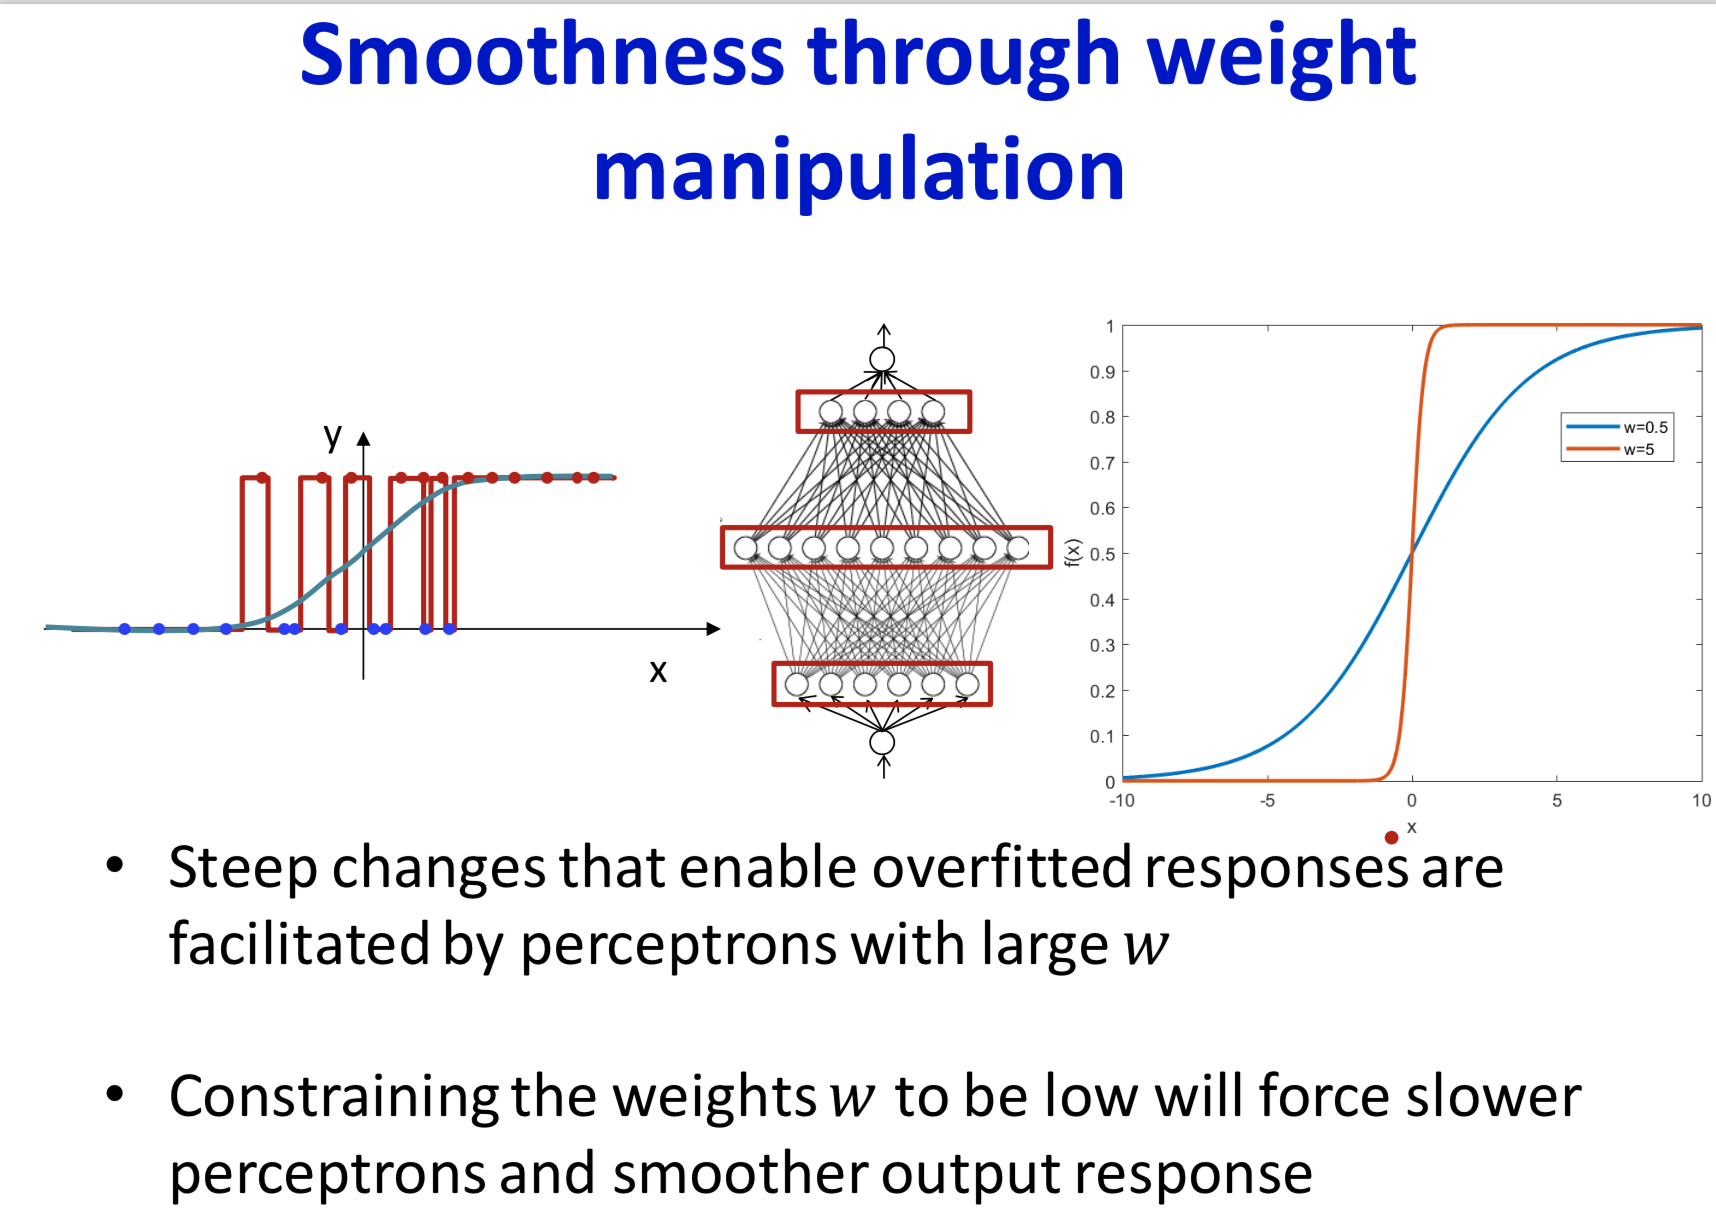 Smoothness through weight
manipulation
y
x
1
0.9
0.8
0.7
0.6
0.5
0.4
0.3
0.2
0.1
0
f(x)
-10
-5
0
5
10
x
w=0.5
w=5
• Steep changes that enable overfitted responses are
facilitated by perceptrons with large w
• Constraining the weights w to be low will force slower
perceptrons and smoother output response